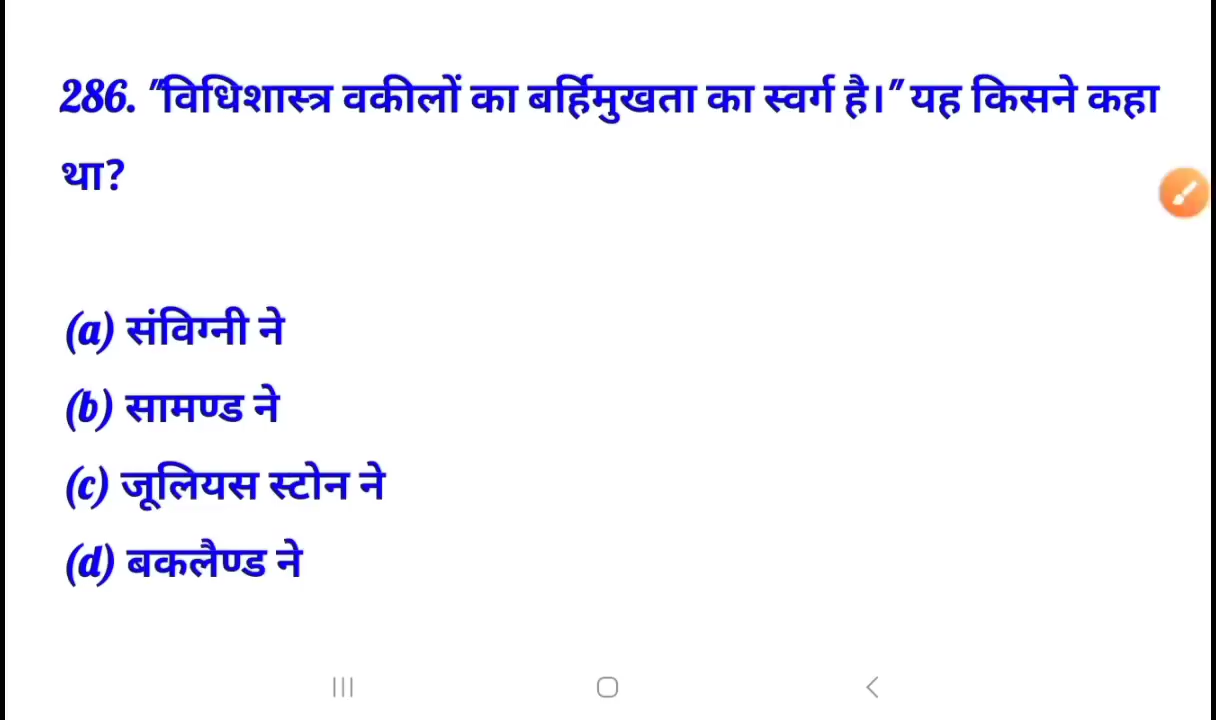 286. "विधिशास्त्र वकीलों का बर्हिमुखता का स्वर्ग है।" यह किसने कहा
था?
(a) संविग्नी ने
(b) सामण्ड ने
(c) जूलियस स्टोन ने
(d) बकलैण्ड ने